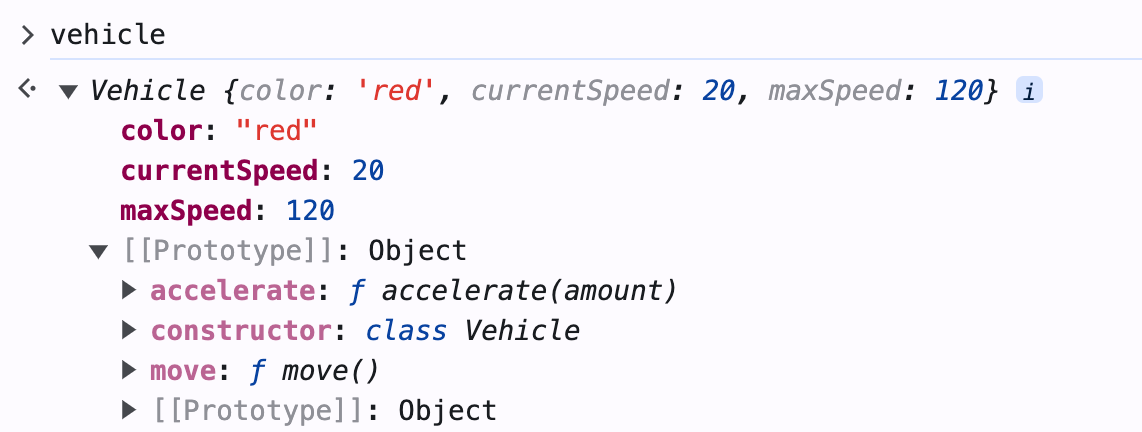 > vehicle
Vehicle {color: 'red', currentSpeed: 20, maxSpeed: 120} i
color: "red"
currentSpeed: 20
maxSpeed: 120
[[Prototype]]: Object
accelerate: ƒ accelerate(amount)
constructor: class Vehicle
move: ƒ move()
[[Prototype]]: Object